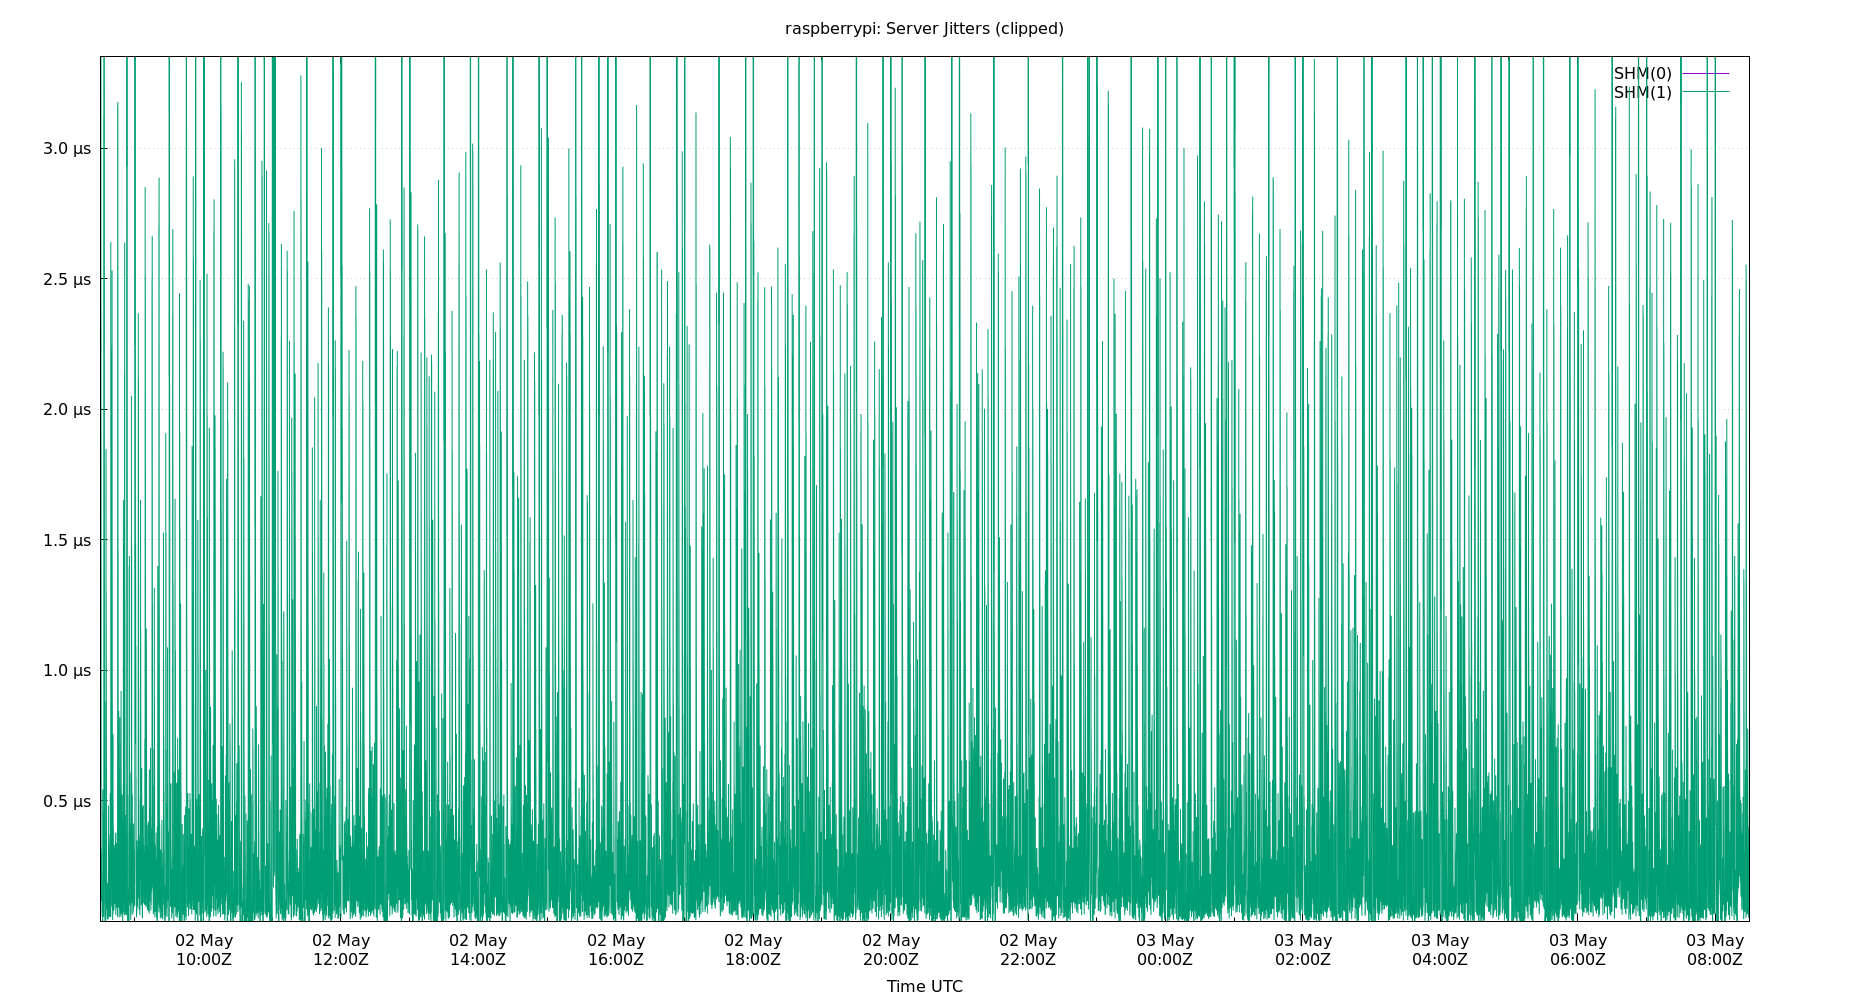 raspberrypi: Server Jitters (clipped)
SHM(0)
SHM(1)
3.0 µs
2.5 µs
2.0 µs
1.5 µs
1.0 µs
0.5 µs
02 May 02 May 02 May 02 May 02 May 02 May 02 May 03 May 03 May 03 May 03 May 03 May
10:00Z 12:00Z 14:00Z 16:00Z 18:00Z 20:00Z 22:00Z 00:00Z 02:00Z 04:00Z 06:00Z 08:00Z
Time UTC